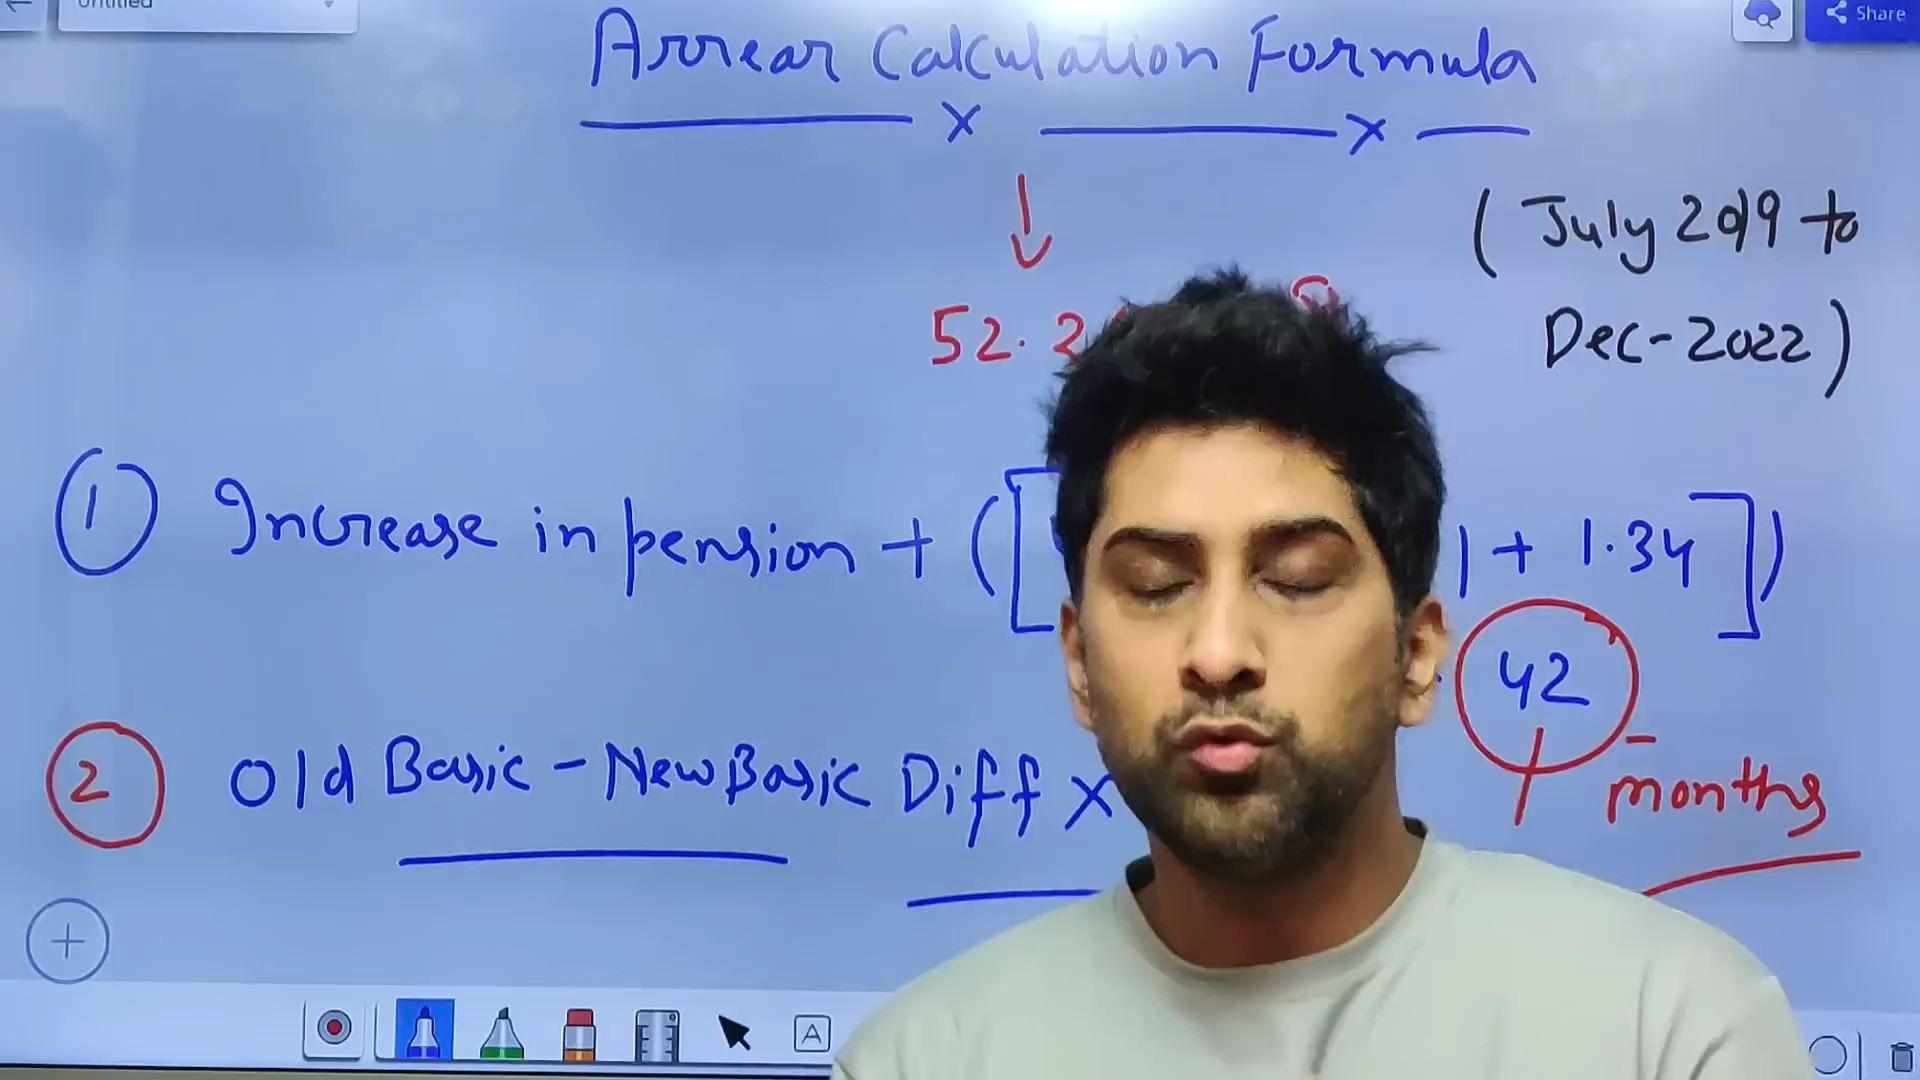 Untitled
Share
Arrear Calculation Formula
x x
(July 2019 to
Dec-2022)
52.2
① Increase in pension + ([ 1 + 1.34])
42
months
② Old Basic - New Basic Diff x
+
A